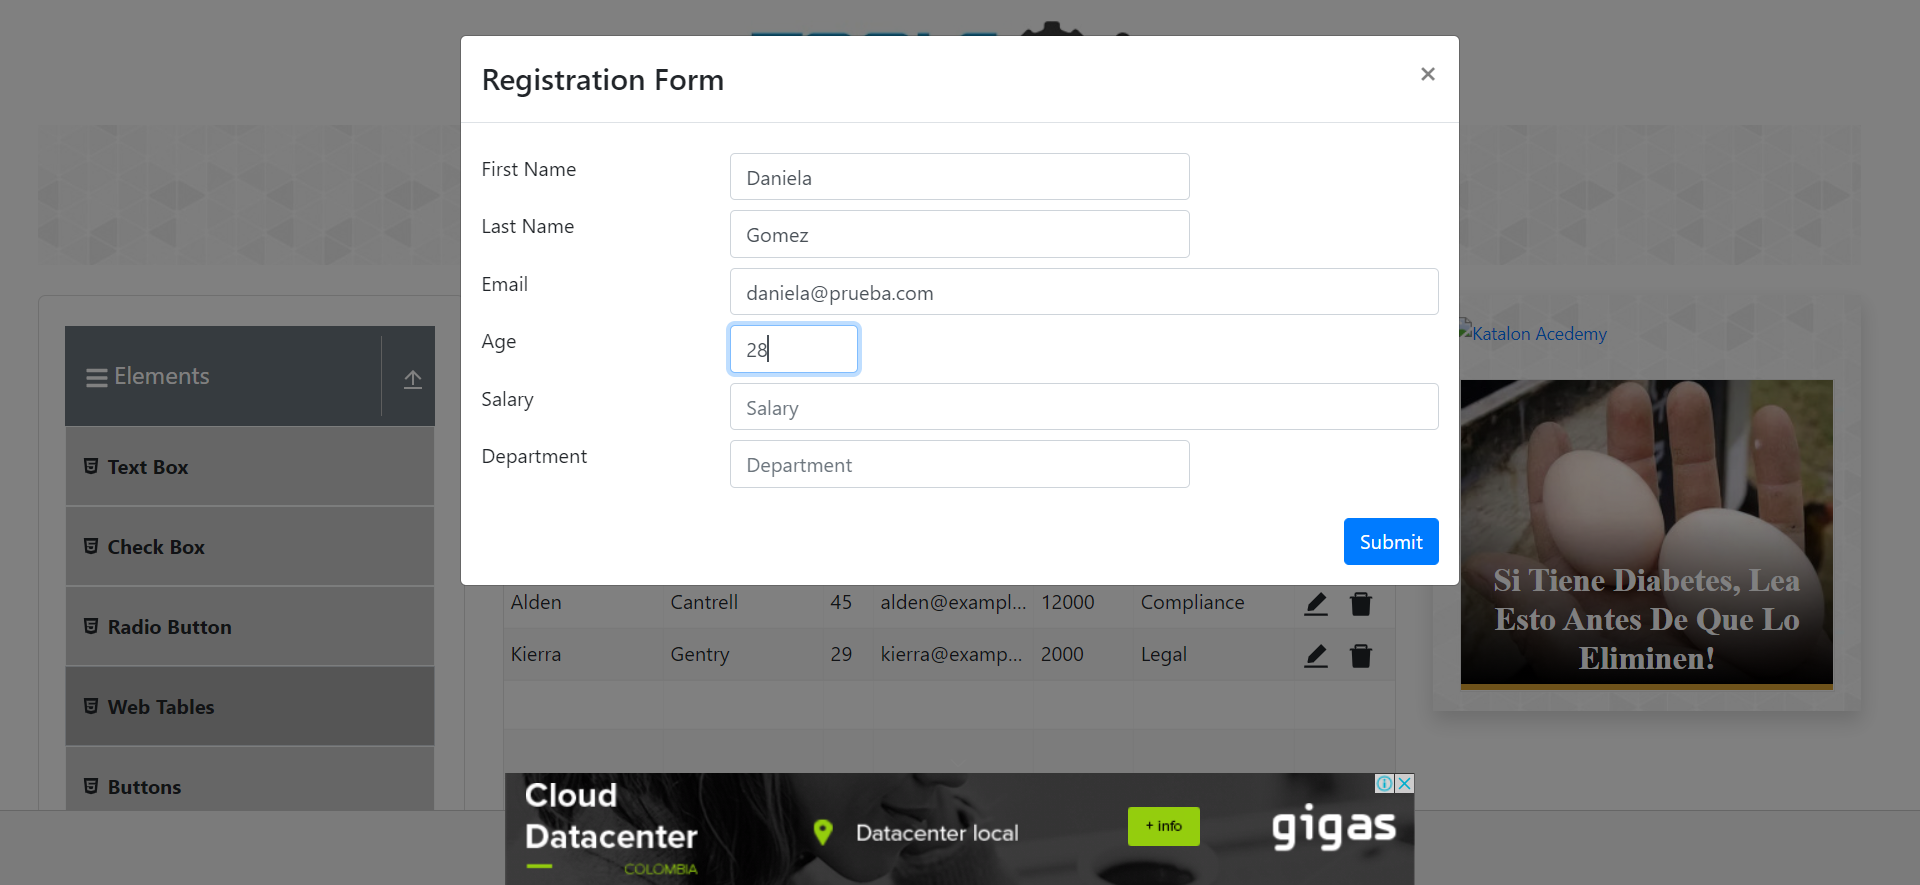 Registration Form
×
First Name
Daniela
Last Name
Gomez
Email
daniela@prueba.com
Age
28
Salary
Salary
Department
Department
Submit
Elements
Text Box
Check Box
Radio Button
Web Tables
Buttons
Alden Cantrell 45 alden@exampl... 12000 Compliance
Kierra Gentry 29 kierra@examp... 2000 Legal
Katalon Acedemy
Si Tiene Diabetes, Lea
Esto Antes De Que Lo
Eliminen!
Cloud
Datacenter
COLOMBIA
Datacenter local
+ info
gigas